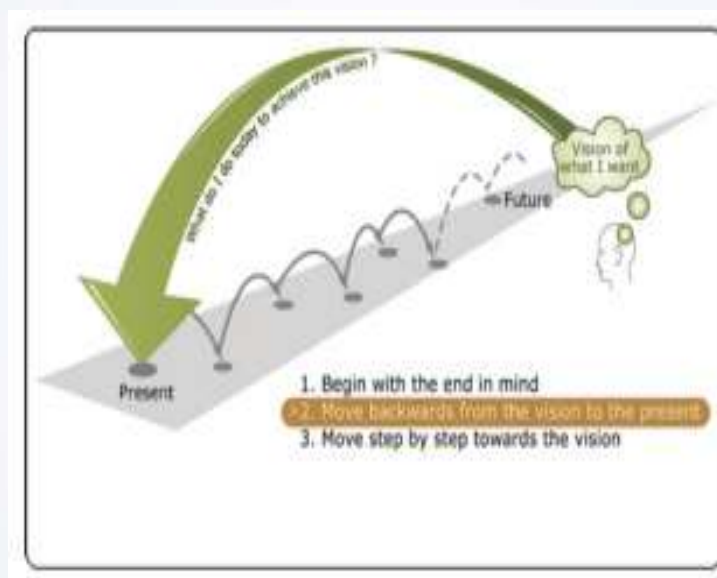 What do I do today to achieve this vision ?
Vision of
what I want
Future
Present
1. Begin with the end in mind
2. Move backwards from the vision to the present
3. Move step by step towards the vision